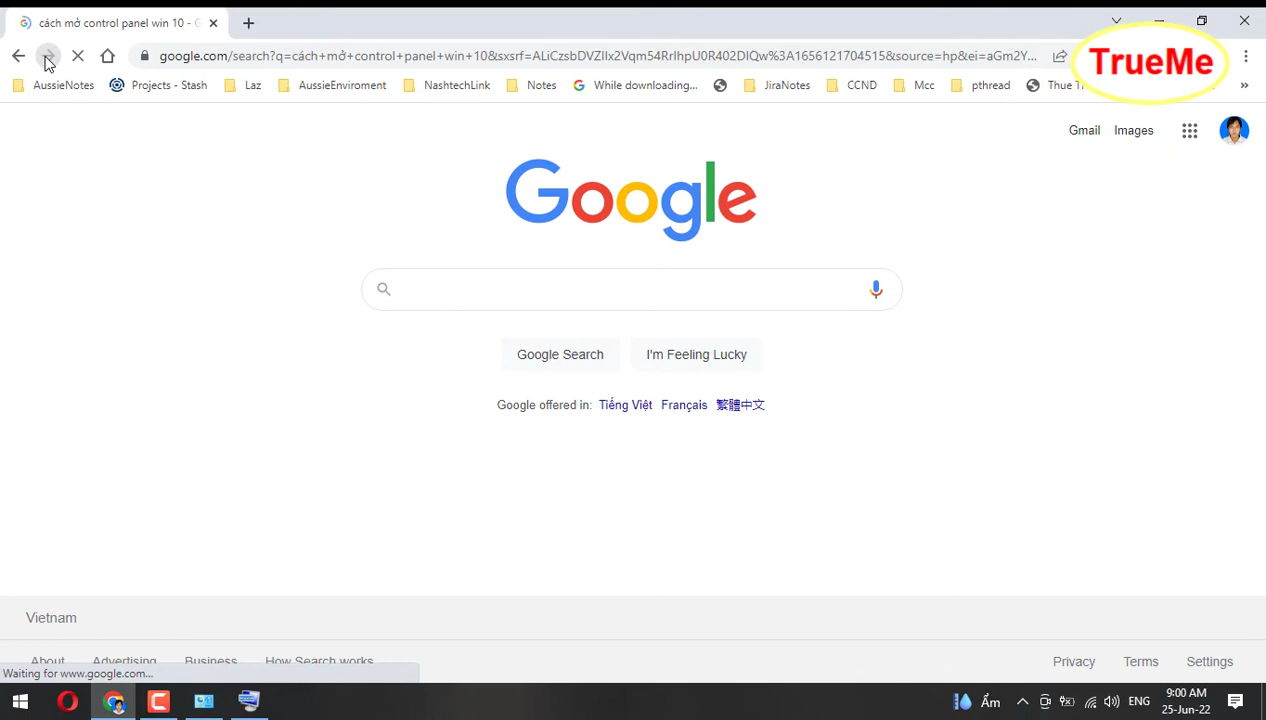 cách mở control panel win 10 - G
google.com/search?q=cách+mở+control+panel+win+10&sxsrf=ALiCzsbDVZlIx2Vqm54RrIhpU0R402DIQw%3A1656121704515&source=hp&ei=aGm2Y...
TrueMe
AussieNotes Projects - Stash Laz AussieEnviroment NashtechLink Notes While downloading... JiraNotes CCND Mcc pthread Thue »
Gmail Images
Google
Google Search I'm Feeling Lucky
Google offered in: Tiếng Việt Français 繁體中文
Vietnam
About Advertising Business How Search works
Privacy Terms Settings
Waiting for www.google.com...
Ẩm ENG 9:00 AM
25-Jun-22